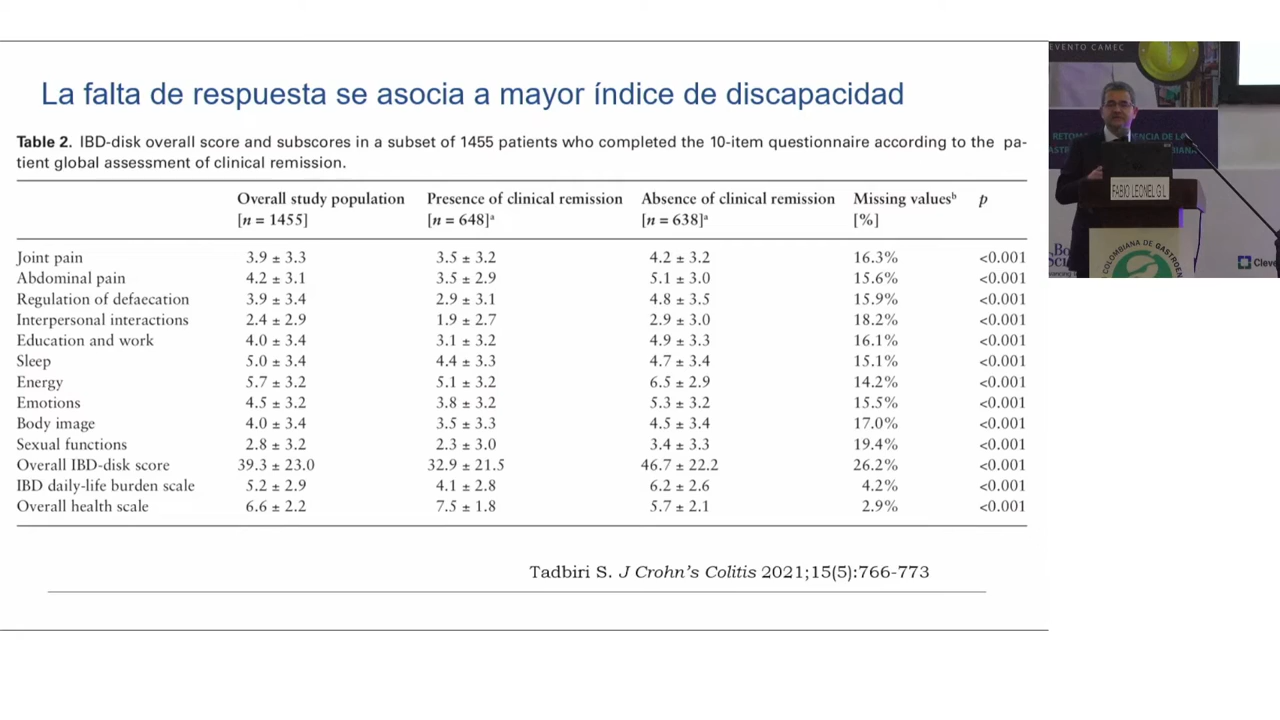 La falta de respuesta se asocia a mayor índice de discapacidad
Table 2. IBD-disk overall score and subscores in a subset of 1455 patients who completed the 10-item questionnaire according to the pa-
tient global assessment of clinical remission.
Overall study population Presence of clinical remission Absence of clinical remission Missing valuesᵇ p
[n = 1455] [n = 648]ᵃ [n = 638]ᵃ [%]
Joint pain 3.9 ± 3.3 3.5 ± 3.2 4.2 ± 3.2 16.3% <0.001
Abdominal pain 4.2 ± 3.1 3.5 ± 2.9 5.1 ± 3.0 15.6% <0.001
Regulation of defaecation 3.9 ± 3.4 2.9 ± 3.1 4.8 ± 3.5 15.9% <0.001
Interpersonal interactions 2.4 ± 2.9 1.9 ± 2.7 2.9 ± 3.0 18.2% <0.001
Education and work 4.0 ± 3.4 3.1 ± 3.2 4.9 ± 3.3 16.1% <0.001
Sleep 5.0 ± 3.4 4.4 ± 3.3 4.7 ± 3.4 15.1% <0.001
Energy 5.7 ± 3.2 5.1 ± 3.2 6.5 ± 2.9 14.2% <0.001
Emotions 4.5 ± 3.2 3.8 ± 3.2 5.3 ± 3.2 15.5% <0.001
Body image 4.0 ± 3.4 3.5 ± 3.3 4.5 ± 3.4 17.0% <0.001
Sexual functions 2.8 ± 3.2 2.3 ± 3.0 3.4 ± 3.3 19.4% <0.001
Overall IBD-disk score 39.3 ± 23.0 32.9 ± 21.5 46.7 ± 22.2 26.2% <0.001
IBD daily-life burden scale 5.2 ± 2.9 4.1 ± 2.8 6.2 ± 2.6 4.2% <0.001
Overall health scale 6.6 ± 2.2 7.5 ± 1.8 5.7 ± 2.1 2.9% <0.001
Tadbiri S. J Crohn's Colitis 2021;15(5):766-773
EVENTO CAMEC
FABIO LEONEL G L
COLOMBIANA DE GASTROEN
Cleve